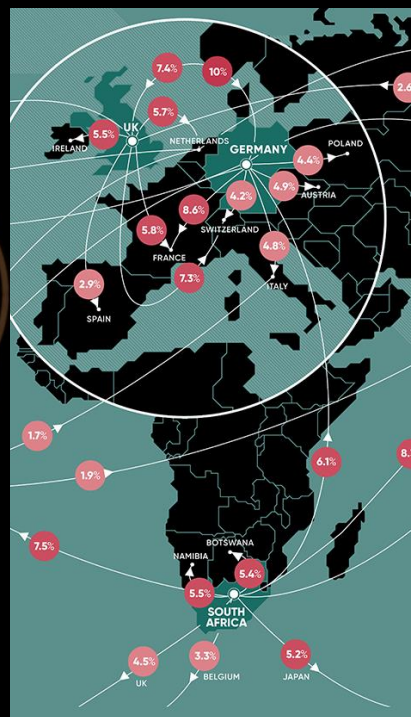 7.4%
10%
2.6
5.7%
UK
5.5%
IRELAND
NETHERLANDS
GERMANY
POLAND
4.4%
4.9%
AUSTRIA
4.2%
8.6%
SWITZERLAND
5.8%
FRANCE
4.8%
7.3%
ITALY
2.9%
SPAIN
1.7%
6.1%
8.
1.9%
7.5%
BOTSWANA
NAMIBIA
5.4%
5.5%
SOUTH
AFRICA
4.5%
UK
3.3%
BELGIUM
5.2%
JAPAN